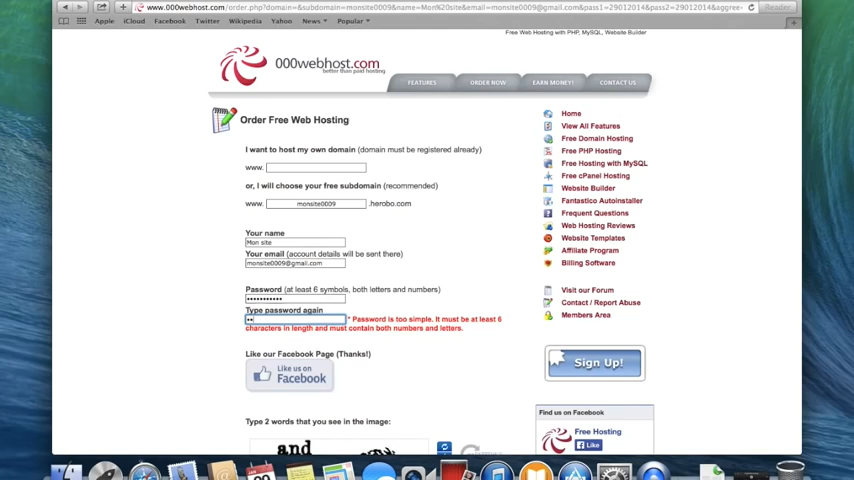 www.000webhost.com/order.php?domain=&subdomain=monsite0009&name=Mon%20site&email=monsite0009@gmail.com&pass1=29012014&pass2=29012014&aggree- Reader
Apple iCloud Facebook Twitter Wikipedia Yahoo News Popular
Free Web Hosting with PHP, MySQL, Website Builder
000webhost.com
better than paid hosting
FEATURES ORDER NOW EARN MONEY! CONTACT US
Order Free Web Hosting
I want to host my own domain (domain must be registered already)
www.
or, I will choose your free subdomain (recommended)
www. monsite0009 .herobo.com
Your name
Mon site
Your email (account details will be sent there)
monsite0009@gmail.com
Password (at least 6 symbols, both letters and numbers)
•••••••••••
Type password again
•• * Password is too simple. It must be at least 6
characters in length and must contain both numbers and letters.
Like our Facebook Page (Thanks!)
Like us on
Facebook
Type 2 words that you see in the image:
and
Home
View All Features
Free Domain Hosting
Free PHP Hosting
Free Hosting with MySQL
Free cPanel Hosting
Website Builder
Fantastico Autoinstaller
Frequent Questions
Web Hosting Reviews
Website Templates
Affiliate Program
Billing Software
Visit our Forum
Contact / Report Abuse
Members Area
Sign Up!
Find us on Facebook
Free Hosting
Like